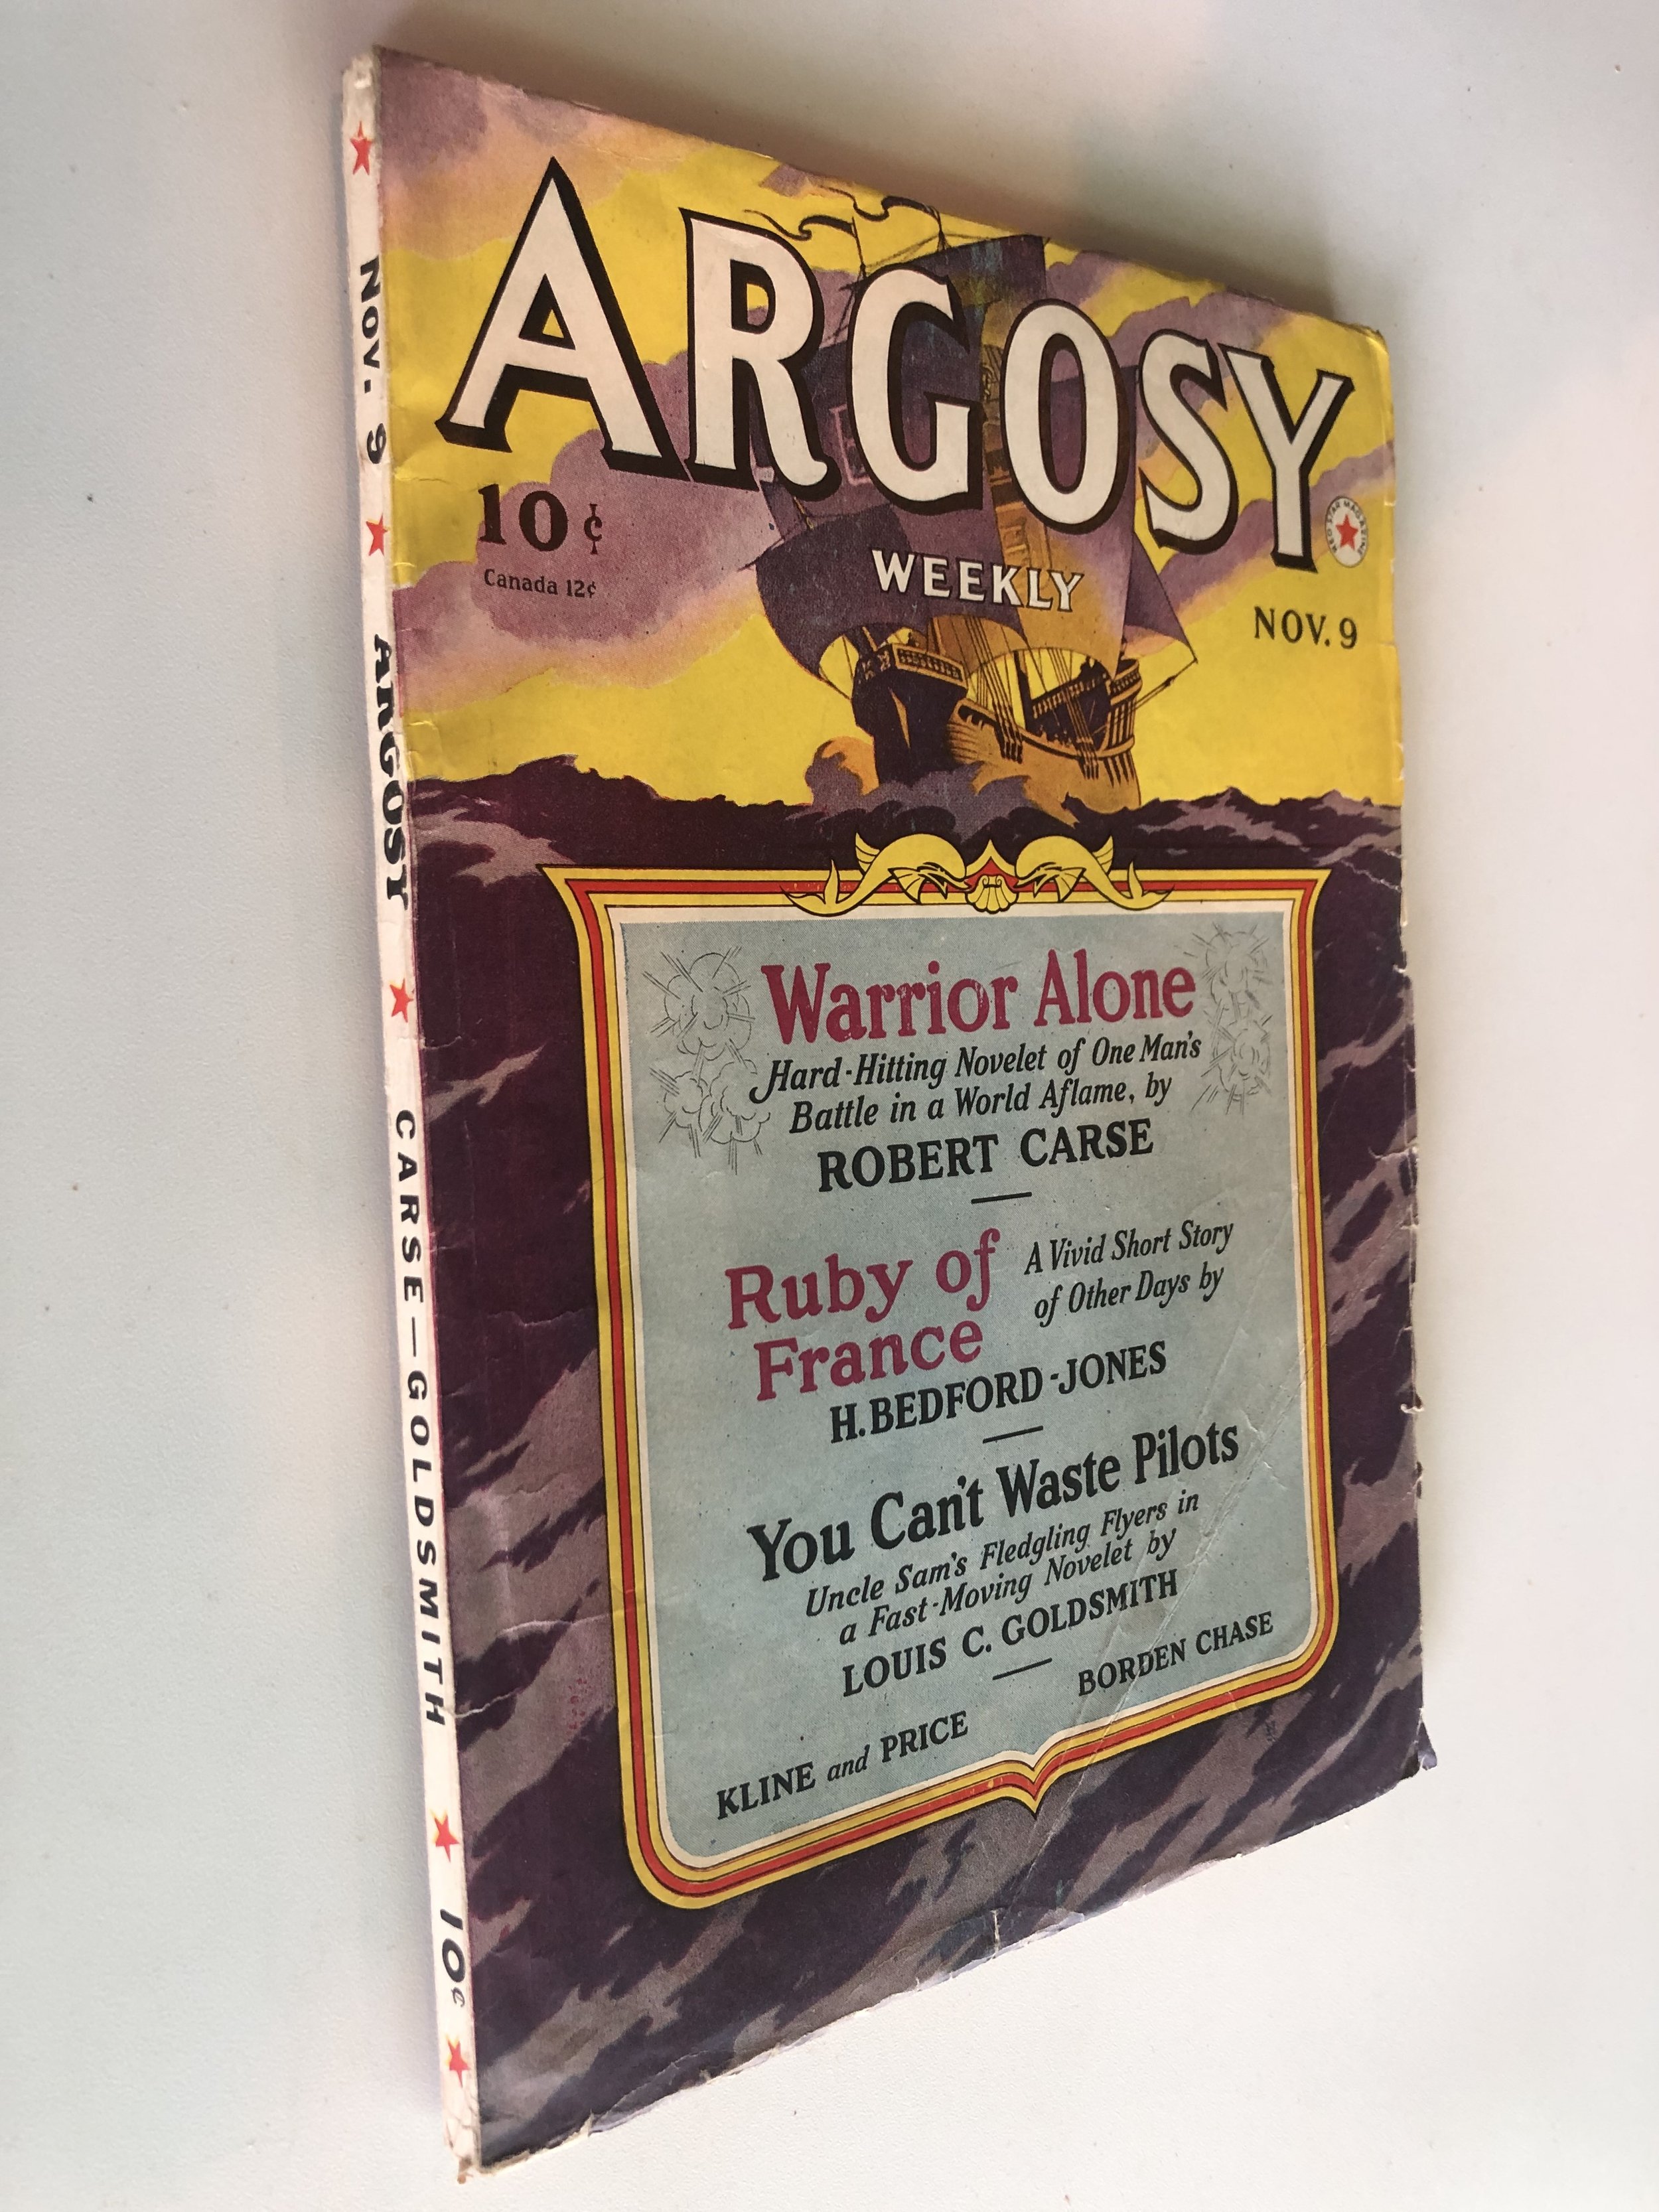 NOV. 9 ARGOSY CARSE—GOLDSMITH 10¢
ARGOSY
10¢
Canada 12¢
WEEKLY
RED STAR MAGAZINE
NOV. 9
Warrior Alone
Hard-Hitting Novelet of One Man's
Battle in a World Aflame, by
ROBERT CARSE
Ruby of
France
A Vivid Short Story
of Other Days by
H. BEDFORD-JONES
You Can't Waste Pilots
Uncle Sam's Fledgling Flyers in
a Fast-Moving Novelet by
LOUIS C. GOLDSMITH
KLINE and PRICE
BORDEN CHASE